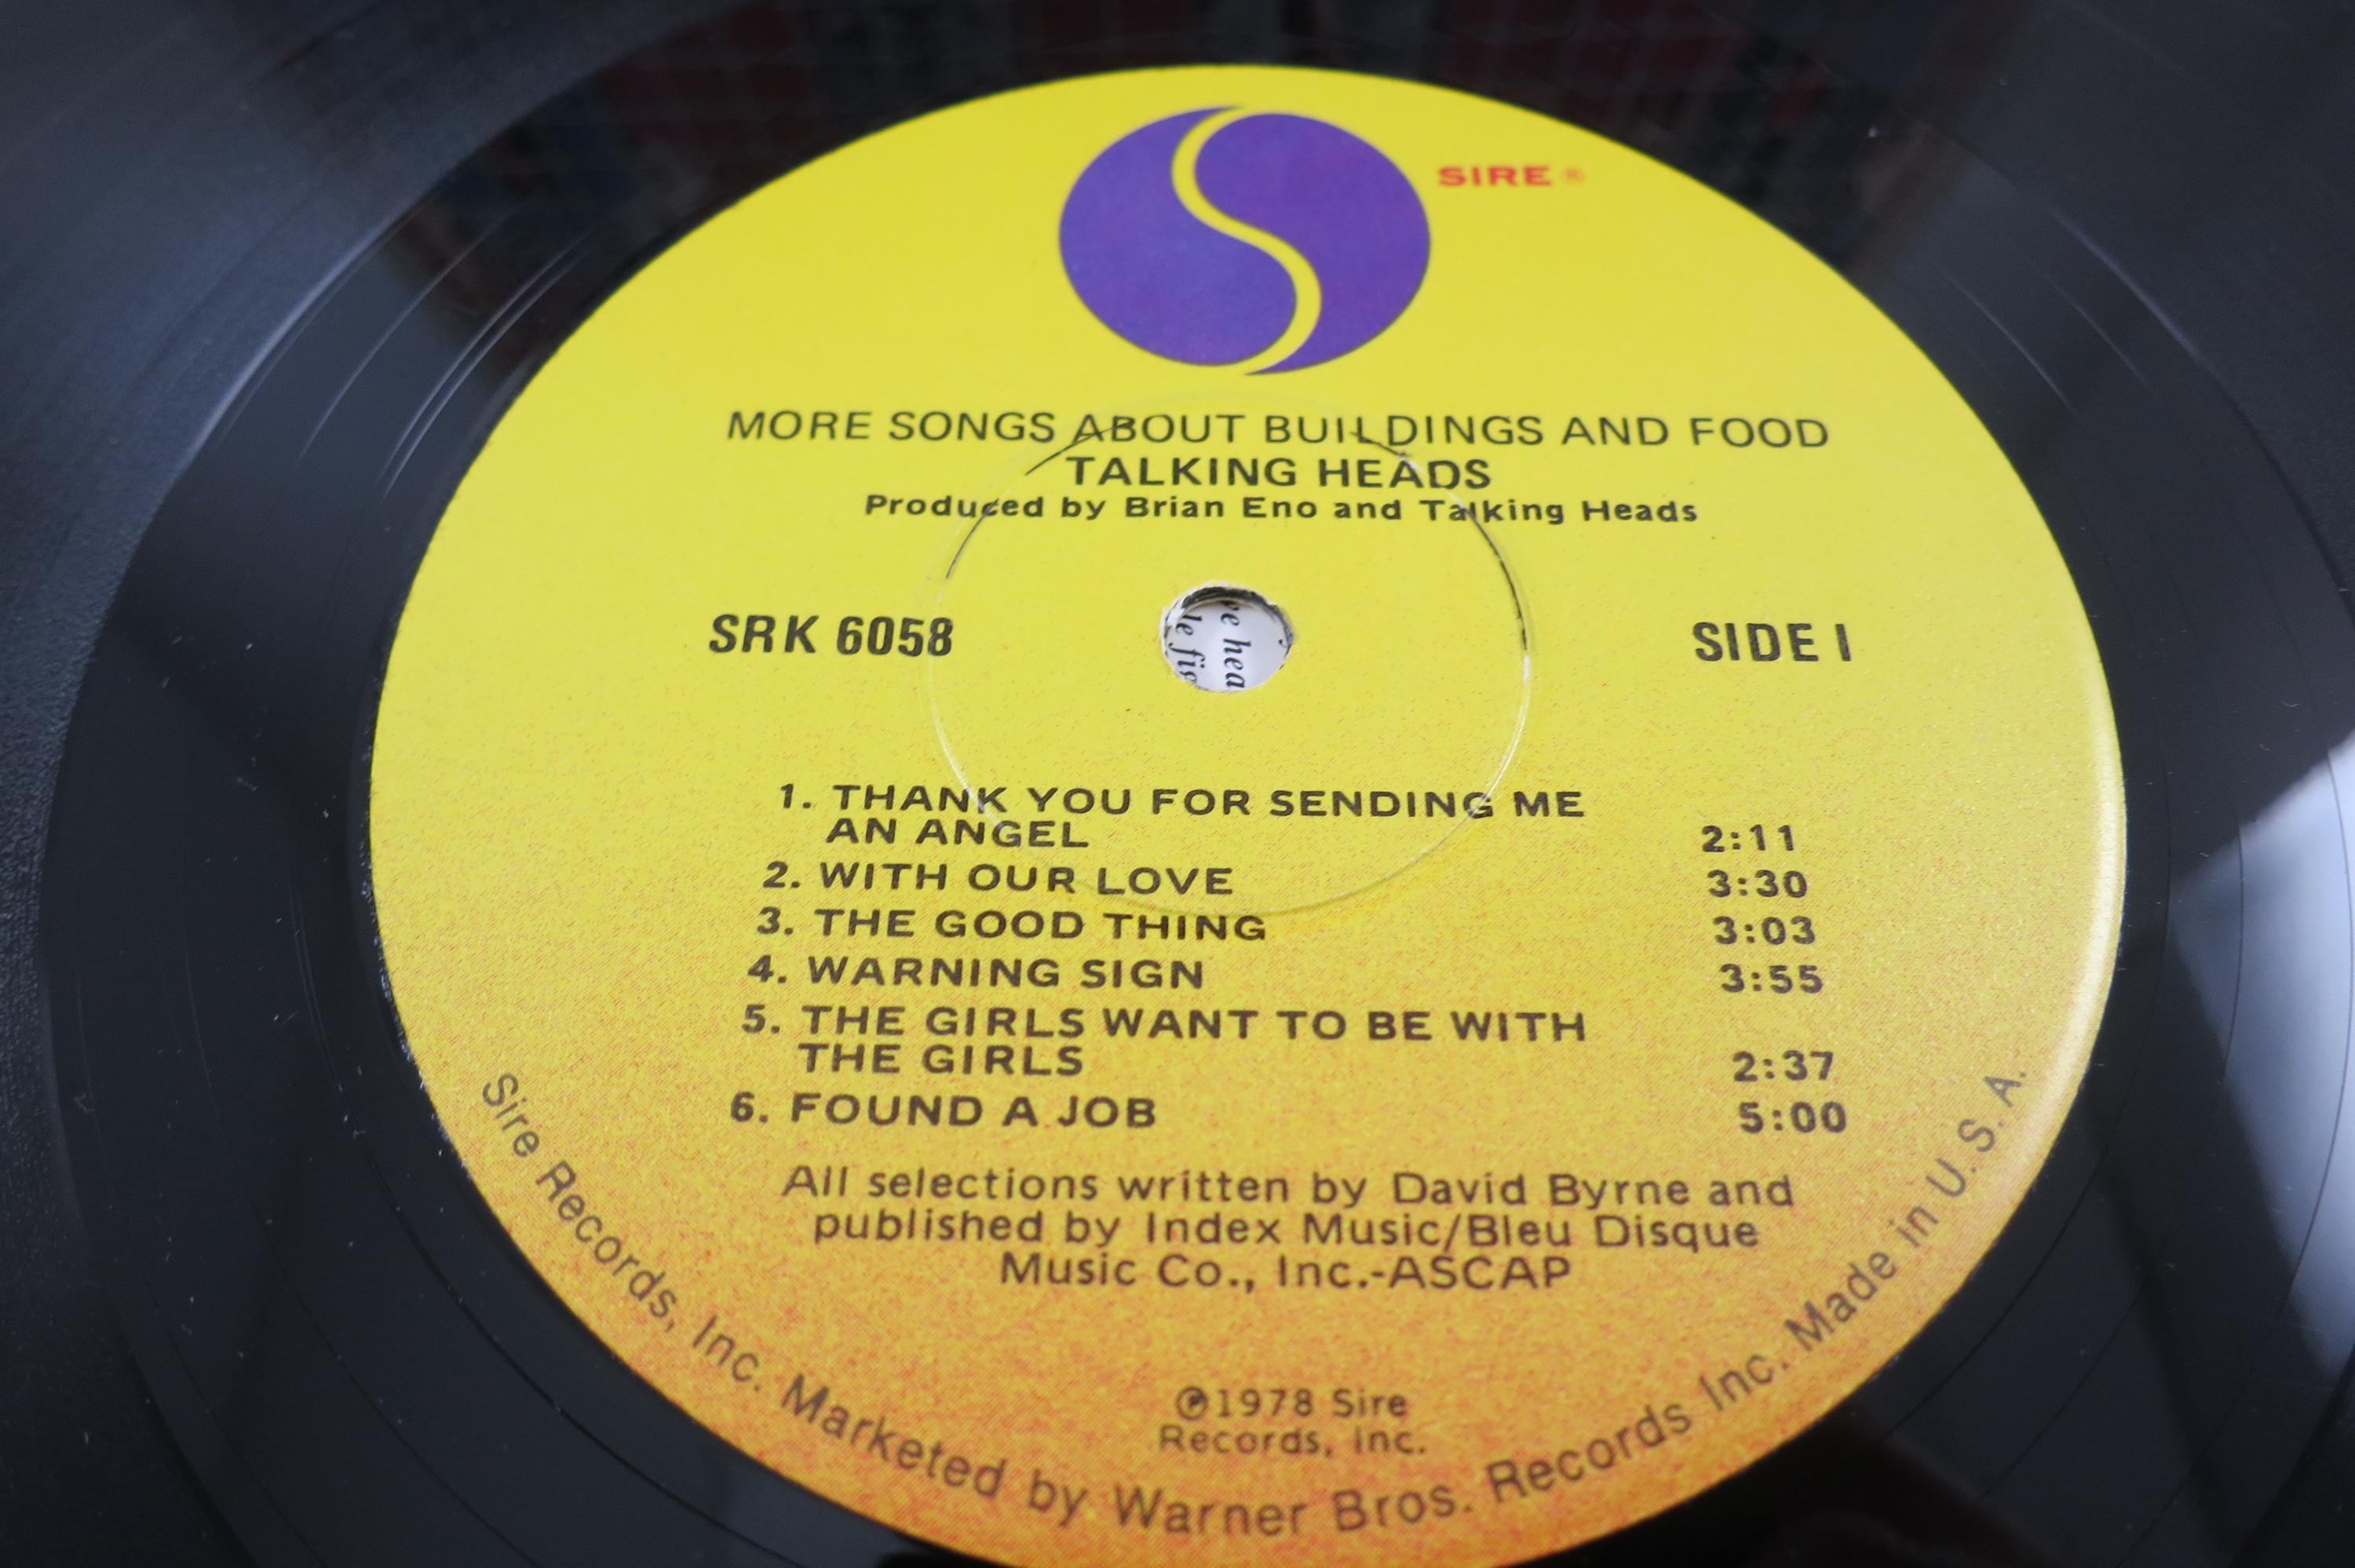 SIRE ®
MORE SONGS ABOUT BUILDINGS AND FOOD
TALKING HEADS
Produced by Brian Eno and Talking Heads
SRK 6058
SIDE I
1. THANK YOU FOR SENDING ME
AN ANGEL 2:11
2. WITH OUR LOVE 3:30
3. THE GOOD THING 3:03
4. WARNING SIGN 3:55
5. THE GIRLS WANT TO BE WITH
THE GIRLS 2:37
6. FOUND A JOB 5:00
All selections written by David Byrne and
published by Index Music/Bleu Disque
Music Co., Inc.-ASCAP
℗1978 Sire
Records, Inc.
Sire Records, Inc. Marketed by Warner Bros. Records Inc. Made in U.S.A.